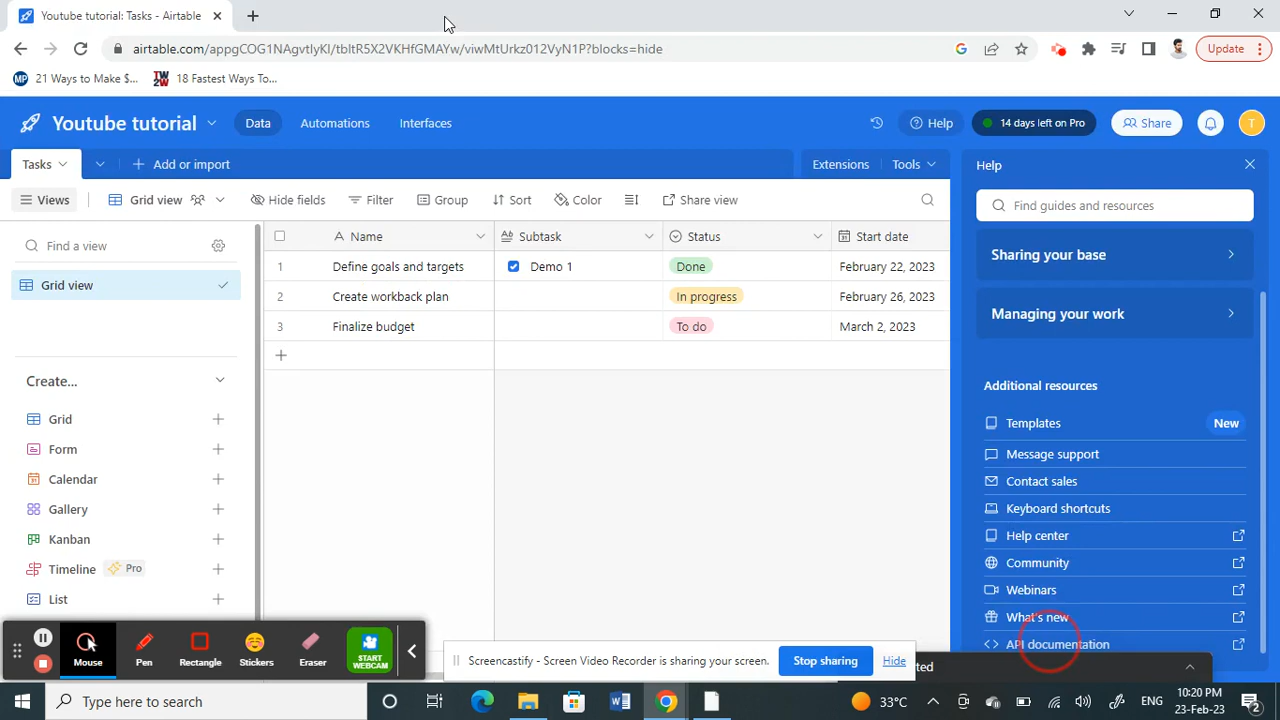 Youtube tutorial: Tasks - Airtable
airtable.com/appgCOG1NAgvtlyKl/tbltR5X2VKHfGMAYw/viwMtUrkz012VyN1P?blocks=hide
Update
MP 21 Ways to Make $...
TW2W 18 Fastest Ways To...
Youtube tutorial
Data
Automations
Interfaces
Help
14 days left on Pro
Share
T
Tasks
Add or import
Extensions
Tools
Help
Views
Grid view
Hide fields
Filter
Group
Sort
Color
Share view
Find guides and resources
Find a view
Name
Subtask
Status
Start date
Sharing your base
1 Define goals and targets Demo 1 Done February 22, 2023
Grid view
2 Create workback plan In progress February 26, 2023
Managing your work
3 Finalize budget To do March 2, 2023
Create...
Additional resources
Grid
Form
Calendar
Gallery
Kanban
Timeline Pro
List
Templates New
Message support
Contact sales
Keyboard shortcuts
Help center
Community
Webinars
What's new
API documentation
Mouse
Pen
Rectangle
Stickers
Eraser
START WEBCAM
Screencastify - Screen Video Recorder is sharing your screen.
Stop sharing
Hide
ted
Type here to search
33°C
ENG
10:20 PM
23-Feb-23
2